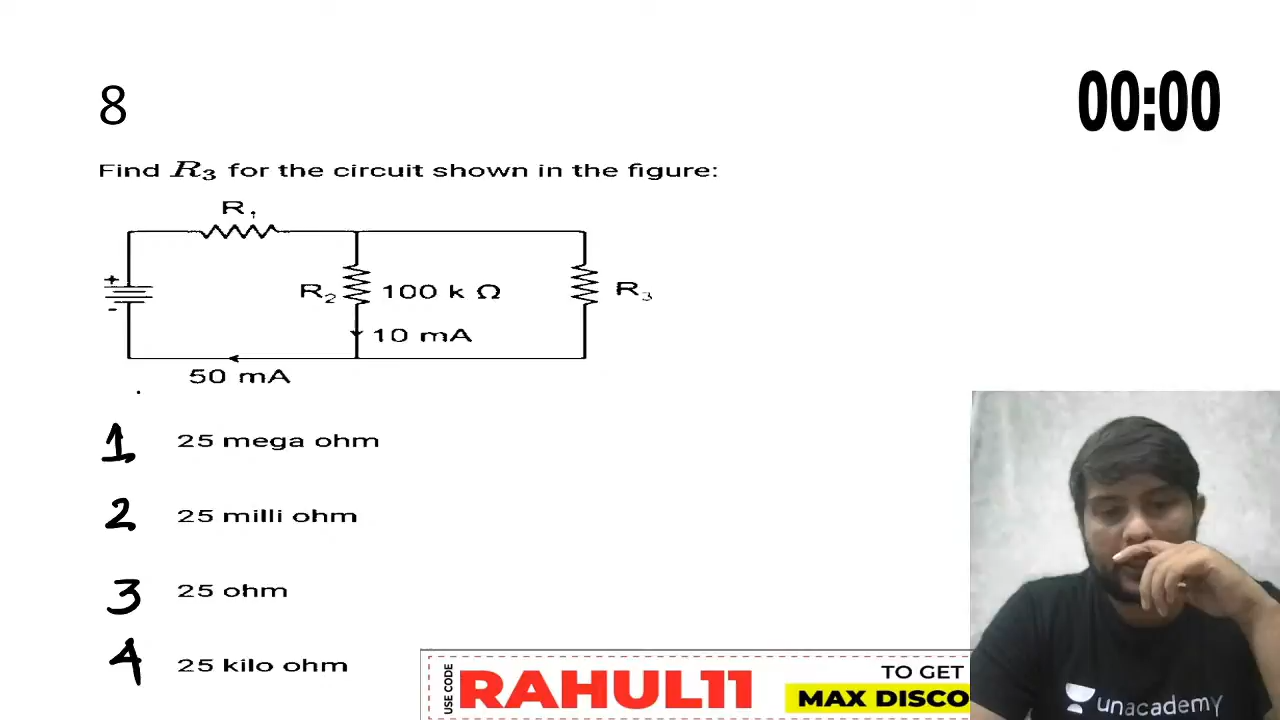 8
00:00
Find R₃ for the circuit shown in the figure:
R₁
+
-
R₂
100 k Ω
10 mA
R₃
50 mA
1 25 mega ohm
2 25 milli ohm
3 25 ohm
4 25 kilo ohm
USE CODE
RAHUL11
TO GET
MAX DISCO
unacademy